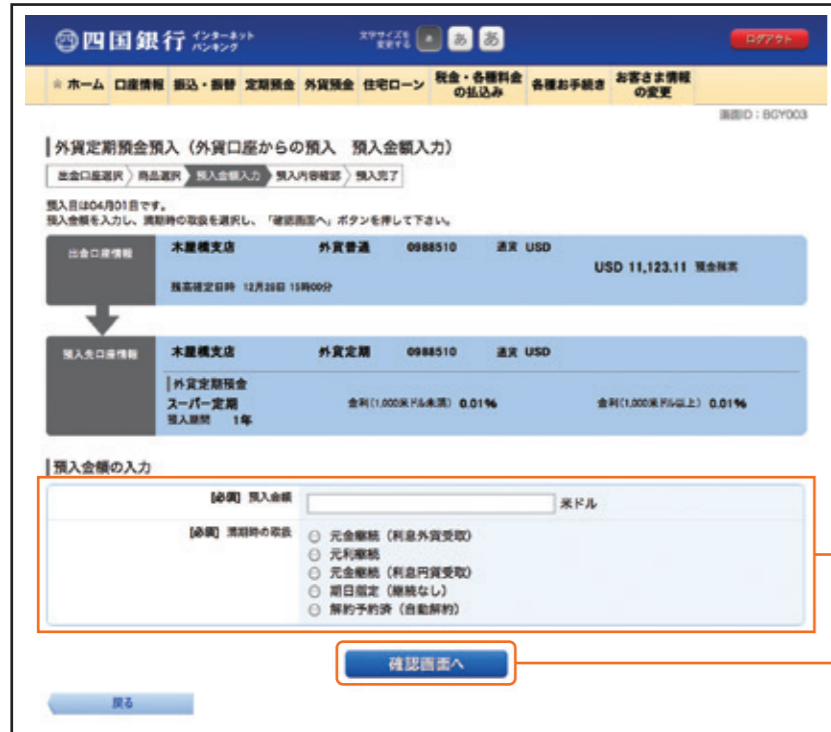 四国銀行 インターネット バンキング 文字サイズを 変更する あ あ あ ログアウト
ホーム 口座情報 振込・振替 定期預金 外貨預金 住宅ローン 税金・各種料金の払込み 各種お手続き お客さま情報の変更
画面ID：BGY003
外貨定期預金預入（外貨口座からの預入 預入金額入力）
出金口座選択 商品選択 預入金額入力 預入内容確認 預入完了
預入日は04月01日です。
預入金額を入力し、満期時の取扱を選択し、「確認画面へ」ボタンを押して下さい。
出金口座情報 木屋橋支店 外貨普通 0988510 通貨 USD
USD 11,123.11 預金残高
残高確定日時 12月28日 15時00分
預入先口座情報 木屋橋支店 外貨定期 0988510 通貨 USD
外貨定期預金
スーパー定期 金利(1,000米ドル未満) 0.01% 金利(1,000米ドル以上) 0.01%
預入期間 1年
預入金額の入力
[必須] 預入金額 米ドル
[必須] 満期時の取扱 元金継続（利息外貨受取）
元利継続
元金継続（利息円貨受取）
期日指定（継続なし）
解約予約済（自動解約）
確認画面へ
戻る